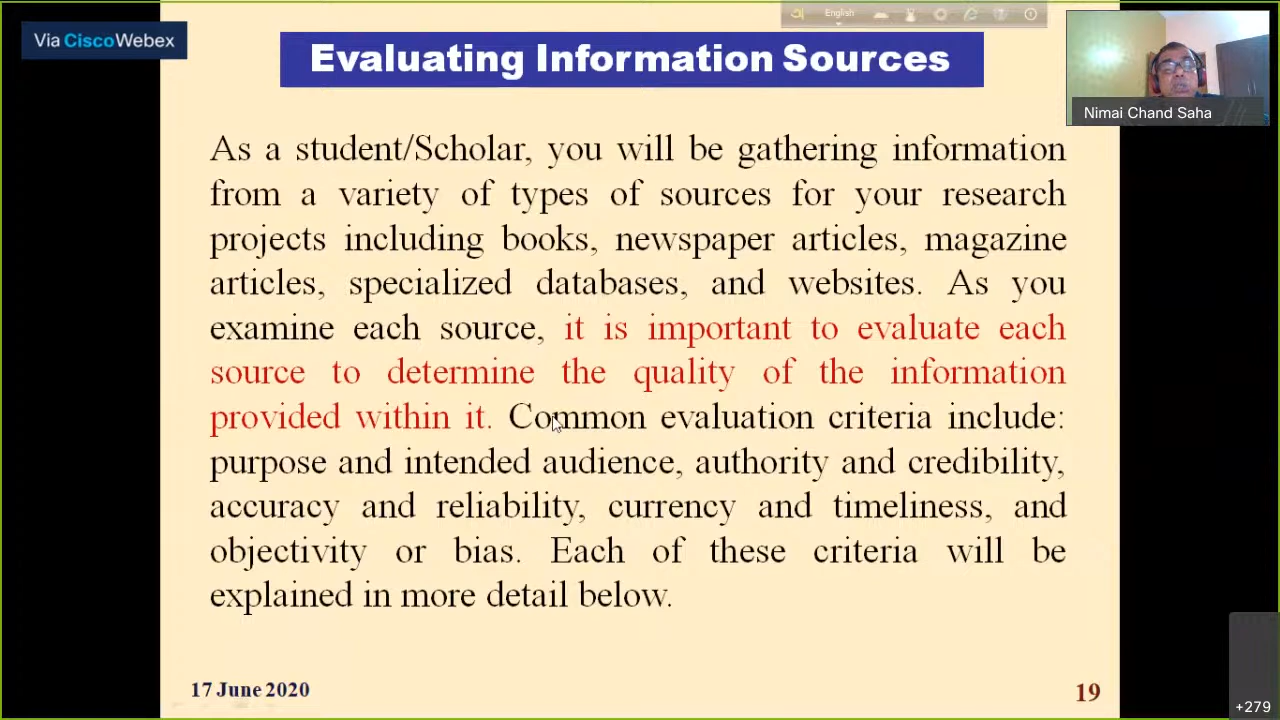 Via CiscoWebex
English
Evaluating Information Sources
Nimai Chand Saha
As a student/Scholar, you will be gathering information
from a variety of types of sources for your research
projects including books, newspaper articles, magazine
articles, specialized databases, and websites. As you
examine each source, it is important to evaluate each
source to determine the quality of the information
provided within it. Common evaluation criteria include:
purpose and intended audience, authority and credibility,
accuracy and reliability, currency and timeliness, and
objectivity or bias. Each of these criteria will be
explained in more detail below.
17 June 2020
19
+279